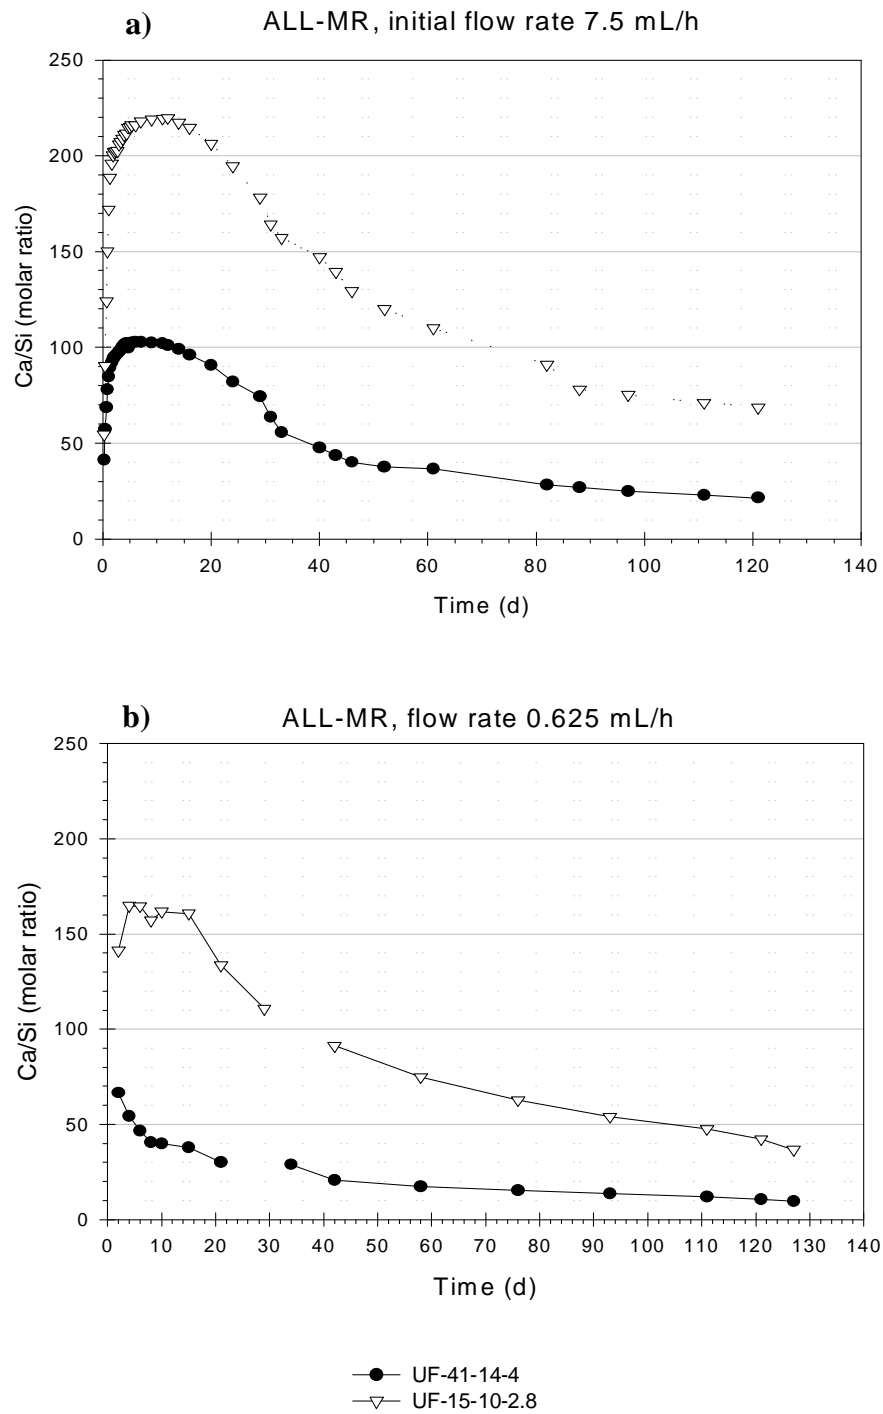 a) ALL-MR, initial flow rate 7.5 mL/h
250
200
150
100
50
0
Ca/Si (molar ratio)
0 20 40 60 80 100 120 140
Time (d)
b) ALL-MR, flow rate 0.625 mL/h
250
200
150
100
50
0
Ca/Si (molar ratio)
0 10 20 30 40 50 60 70 80 90 100 110 120 130 140
Time (d)
UF-41-14-4
UF-15-10-2.8